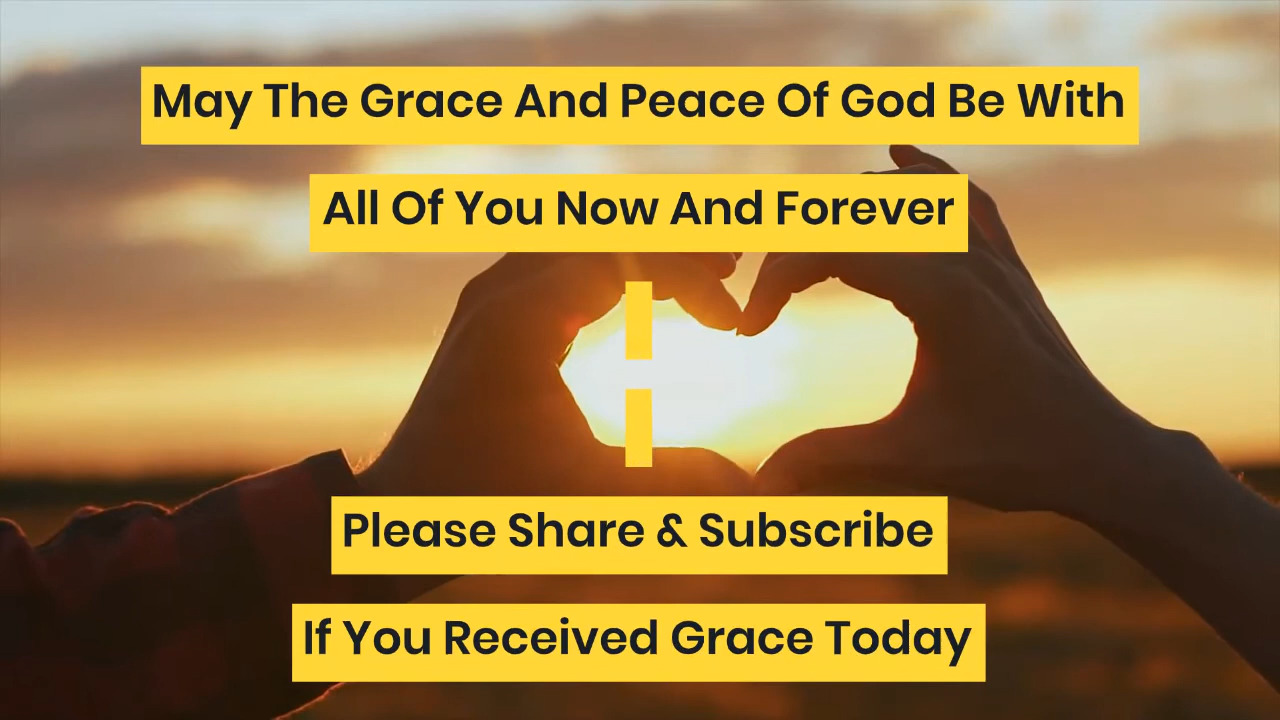 May The Grace And Peace Of God Be With
All Of You Now And Forever
Please Share & Subscribe
If You Received Grace Today